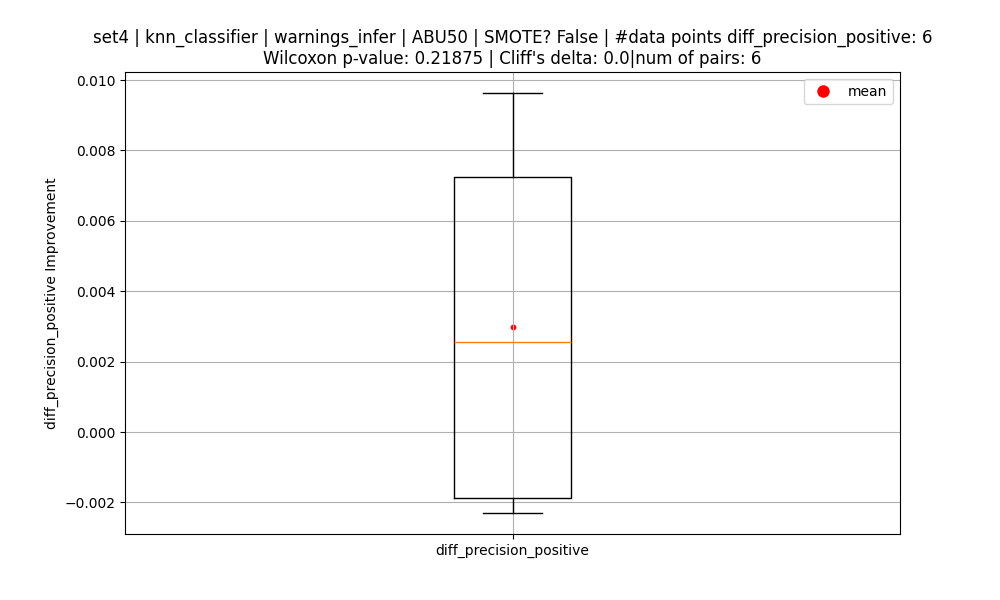 set4 | knn_classifier | warnings_infer | ABU50 | SMOTE? False | #data points diff_precision_positive: 6
Wilcoxon p-value: 0.21875 | Cliff's delta: 0.0|num of pairs: 6
mean
0.010
0.008
0.006
0.004
0.002
0.000
−0.002
diff_precision_positive Improvement
diff_precision_positive